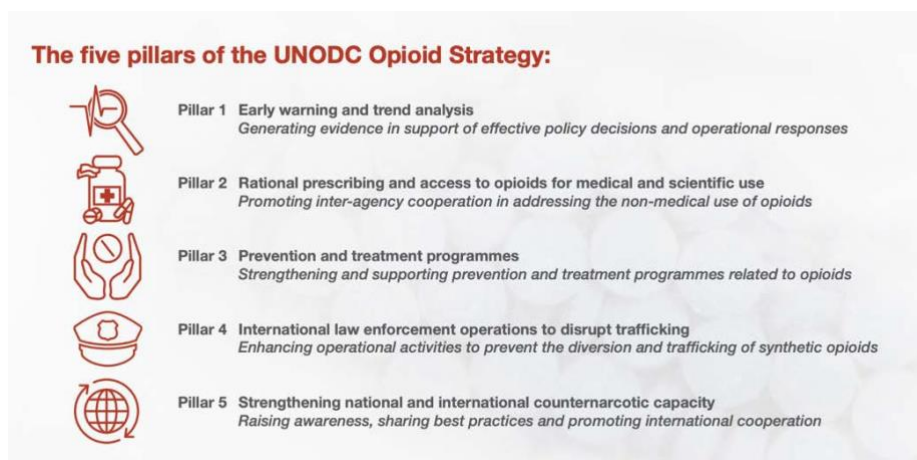 The five pillars of the UNODC Opioid Strategy:
Pillar 1 Early warning and trend analysis
Generating evidence in support of effective policy decisions and operational responses
Pillar 2 Rational prescribing and access to opioids for medical and scientific use
Promoting inter-agency cooperation in addressing the non-medical use of opioids
Pillar 3 Prevention and treatment programmes
Strengthening and supporting prevention and treatment programmes related to opioids
Pillar 4 International law enforcement operations to disrupt trafficking
Enhancing operational activities to prevent the diversion and trafficking of synthetic opioids
Pillar 5 Strengthening national and international counternarcotic capacity
Raising awareness, sharing best practices and promoting international cooperation